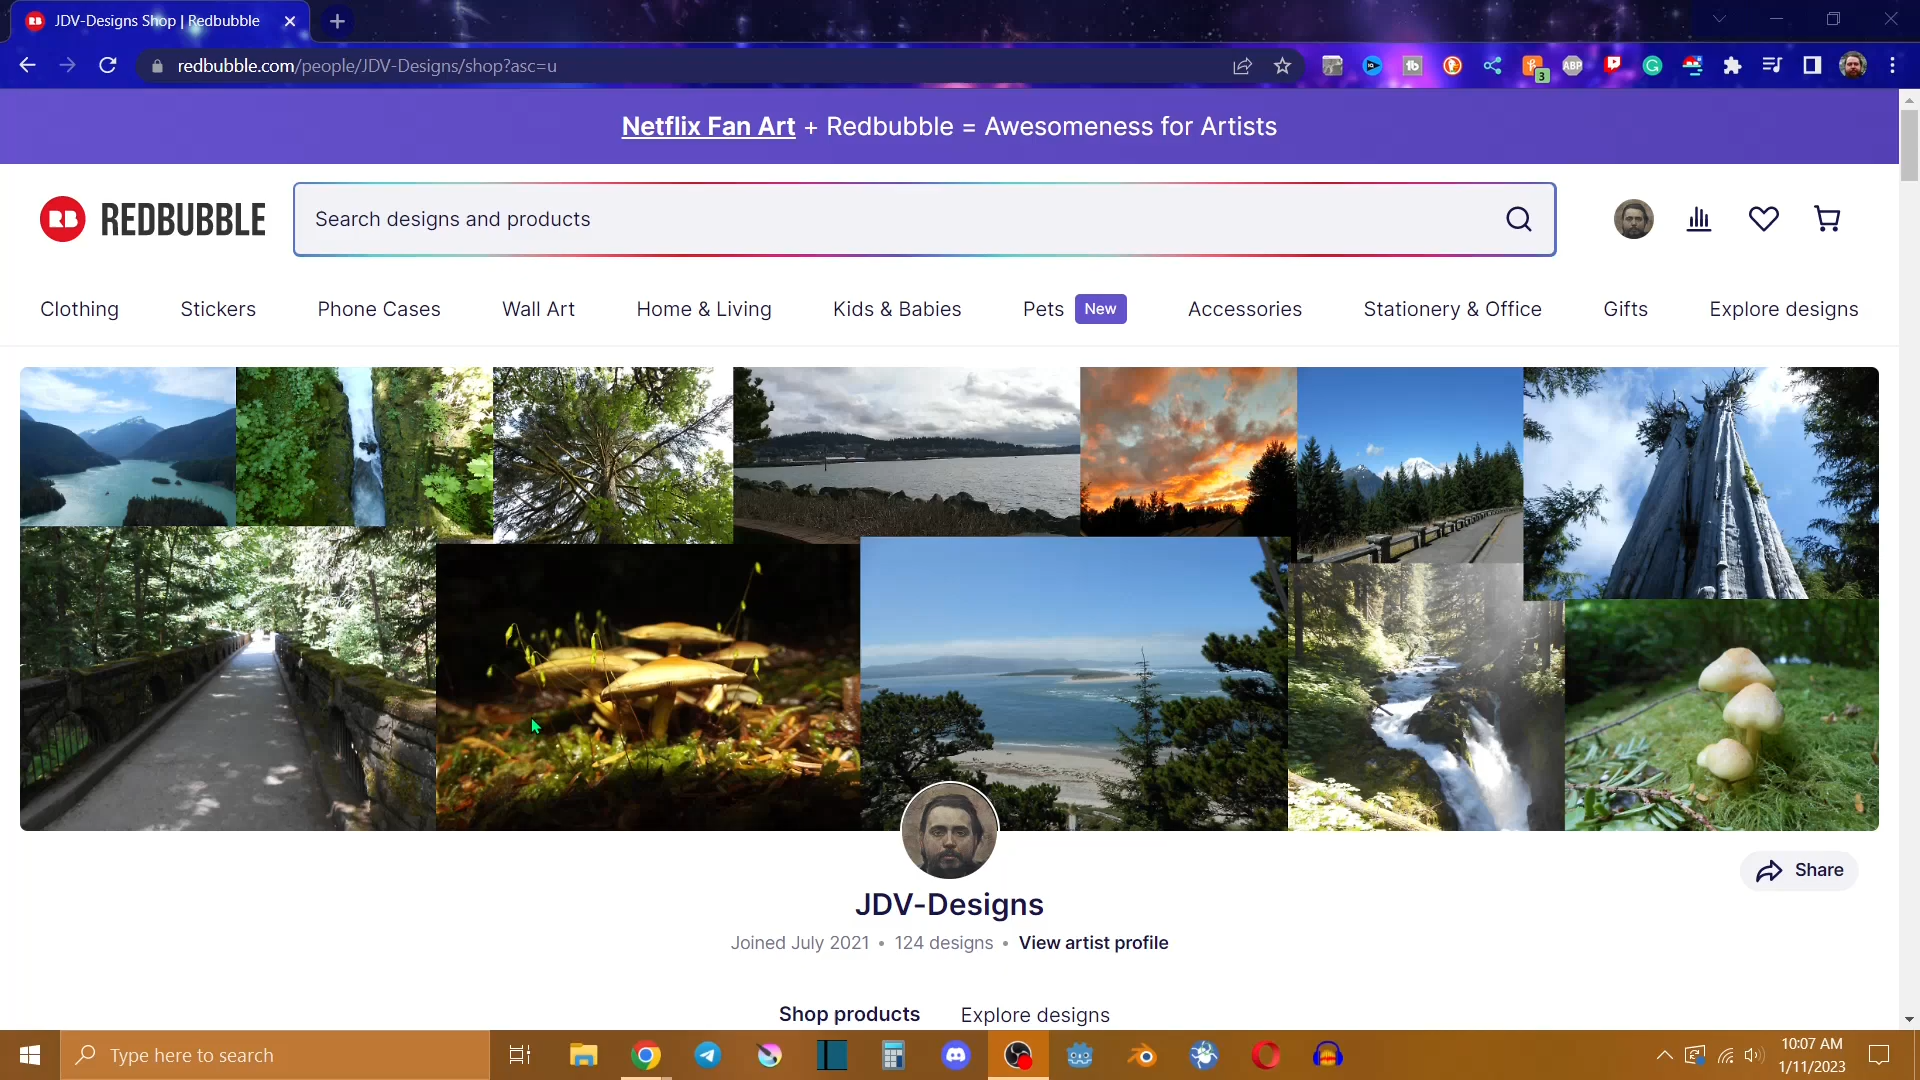 JDV-Designs Shop | Redbubble
redbubble.com/people/JDV-Designs/shop?asc=u
3
ABP
Netflix Fan Art + Redbubble = Awesomeness for Artists
RB REDBUBBLE
Search designs and products
Clothing
Stickers
Phone Cases
Wall Art
Home & Living
Kids & Babies
Pets New
Accessories
Stationery & Office
Gifts
Explore designs
Share
JDV-Designs
Joined July 2021 • 124 designs • View artist profile
Shop products
Explore designs
Type here to search
10:07 AM
1/11/2023